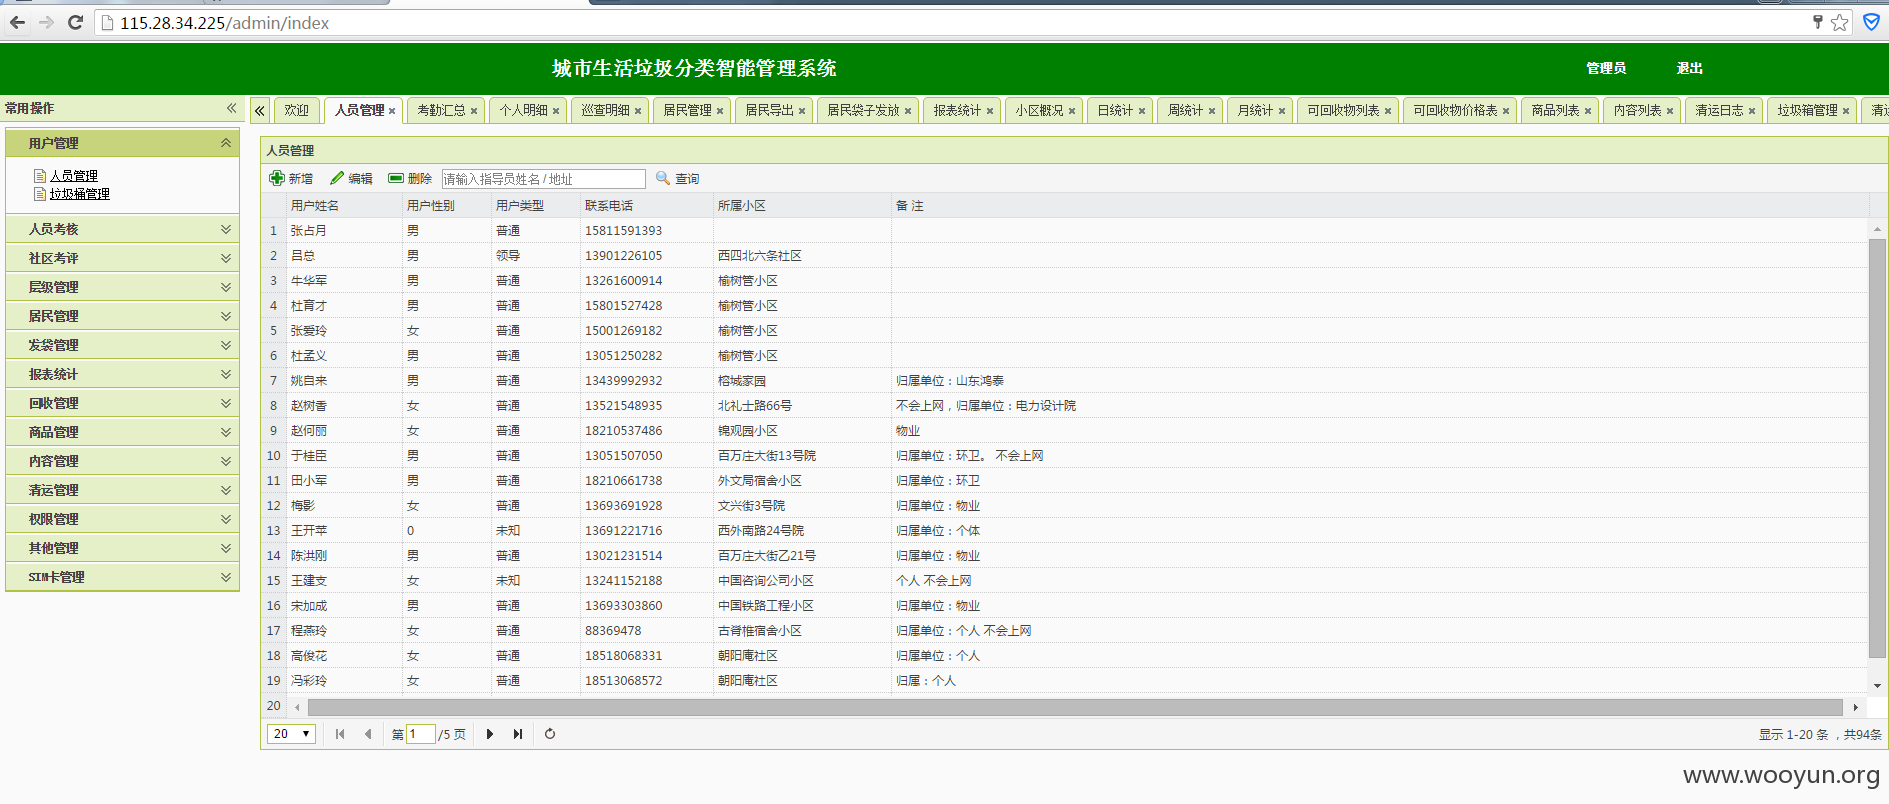 115.28.34.225/admin/index
城市生活垃圾分类智能管理系统 管理员 退出
常用操作
欢迎 人员管理 考勤汇总 个人明细 巡查明细 居民管理 居民导出 居民袋子发放 报表统计 小区概况 日统计 周统计 月统计 可回收物列表 可回收物价格表 商品列表 内容列表 清运日志 垃圾箱管理 清运
用户管理
人员管理
垃圾桶管理
人员考核
社区考评
层级管理
居民管理
发袋管理
报表统计
回收管理
商品管理
内容管理
清运管理
权限管理
其他管理
SIM卡管理
人员管理
新增 编辑 删除 请输入指导员姓名 / 地址 查询
用户姓名 用户性别 用户类型 联系电话 所属小区 备 注
1 张占月 男 普通 15811591393
2 吕总 男 领导 13901226105 西四北六条社区
3 牛华军 男 普通 13261600914 榆树管小区
4 杜育才 男 普通 15801527428 榆树管小区
5 张爱玲 女 普通 15001269182 榆树管小区
6 杜孟义 男 普通 13051250282 榆树管小区
7 姚自来 男 普通 13439992932 榕城家园 归属单位：山东鸿泰
8 赵树香 女 普通 13521548935 北礼士路66号 不会上网，归属单位：电力设计院
9 赵何丽 女 普通 18210537486 锦观园小区 物业
10 于桂臣 男 普通 13051507050 百万庄大街13号院 归属单位：环卫。 不会上网
11 田小军 男 普通 18210661738 外文局宿舍小区 归属单位：环卫
12 梅影 女 普通 13693691928 文兴街3号院 归属单位：物业
13 王开苹 0 未知 13691221716 西外南路24号院 归属单位：个体
14 陈洪刚 男 普通 13021231514 百万庄大街乙21号 归属单位：物业
15 王建支 女 未知 13241152188 中国咨询公司小区 个人 不会上网
16 宋加成 男 普通 13693303860 中国铁路工程小区 归属单位：物业
17 程燕玲 女 普通 88369478 古脊椎宿舍小区 归属单位：个人 不会上网
18 高俊花 女 普通 18518068331 朝阳庵社区 归属单位：个人
19 冯彩玲 女 普通 18513068572 朝阳庵社区 归属：个人
20
20 第 1 /5 页 显示 1-20 条 ，共94条
www.wooyun.org